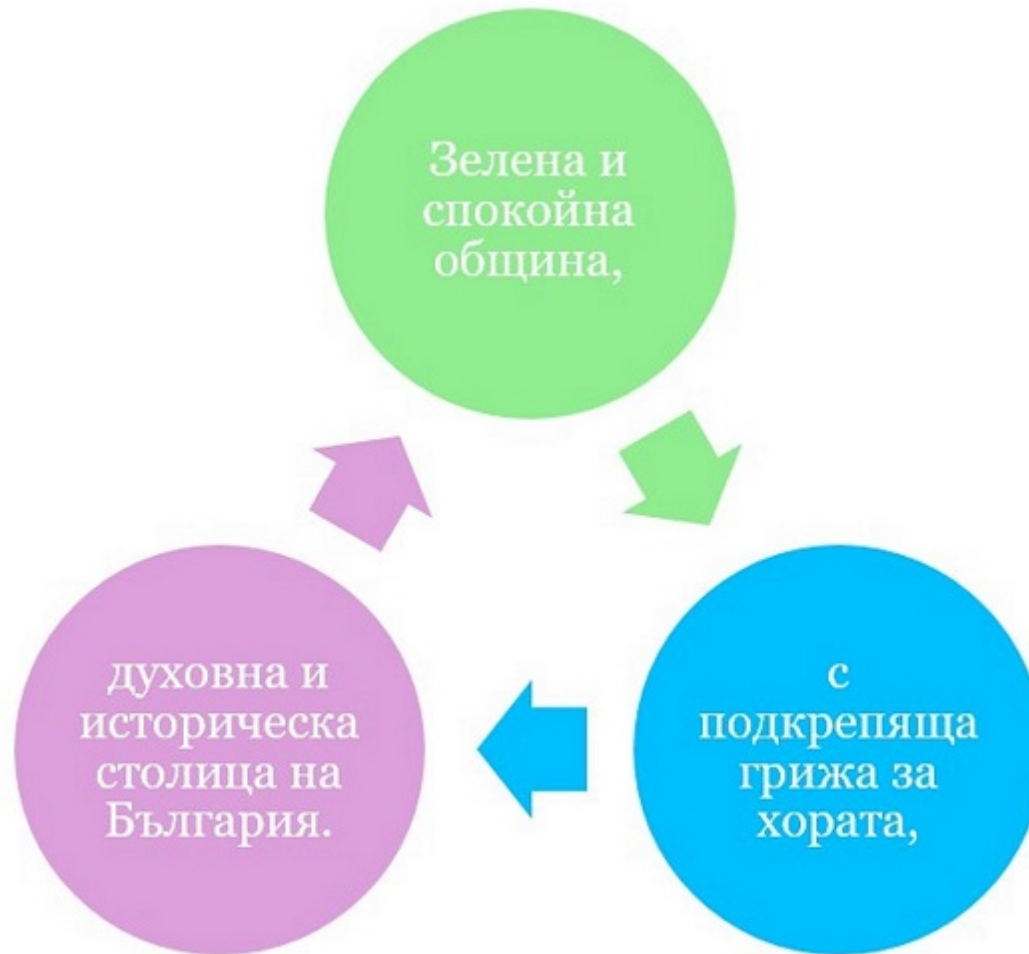 Зелена и
спокойна
община,
с
подкрепяща
грижа за
хората,
духовна и
историческа
столица на
България.